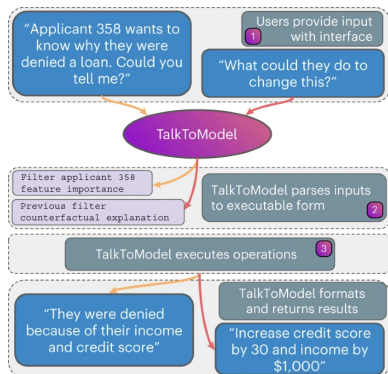 "Applicant 358 wants to
know why they were
denied a loan. Could you
tell me?"
Users provide input
with interface
1
"What could they do to
change this?"
TalkToModel
Filter applicant 358
feature importance
Previous filter
counterfactual explanation
TalkToModel parses inputs
to executable form
2
TalkToModel executes operations
3
"They were denied
because of their income
and credit score"
TalkToModel formats
and returns results
"Increase credit score
by 30 and income by
$1,000"